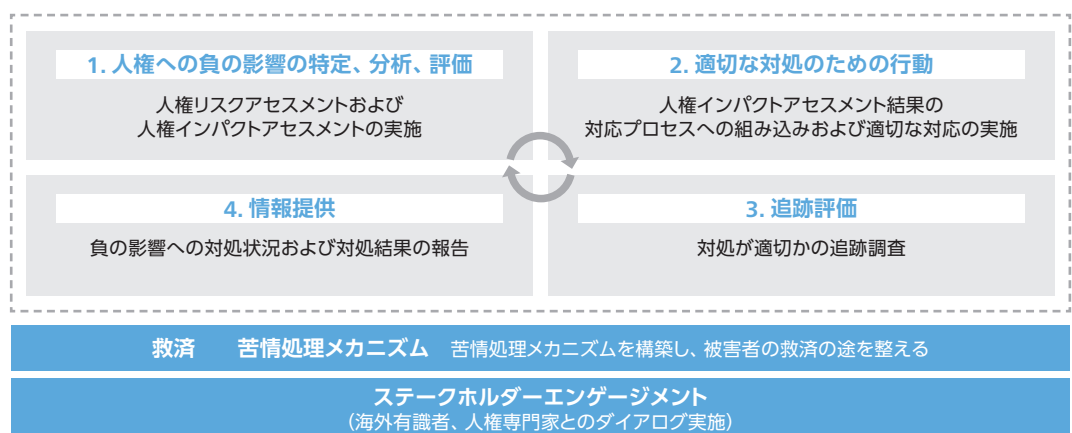 1. 人権への負の影響の特定、分析、評価
人権リスクアセスメントおよび
人権インパクトアセスメントの実施
2. 適切な対処のための行動
人権インパクトアセスメント結果の
対応プロセスへの組み込みおよび適切な対応の実施
4. 情報提供
負の影響への対処状況および対処結果の報告
3. 追跡評価
対処が適切かの追跡調査
救済 苦情処理メカニズム 苦情処理メカニズムを構築し、被害者の救済の途を整える
ステークホルダーエンゲージメント
(海外有識者、人権専門家とのダイアログ実施)